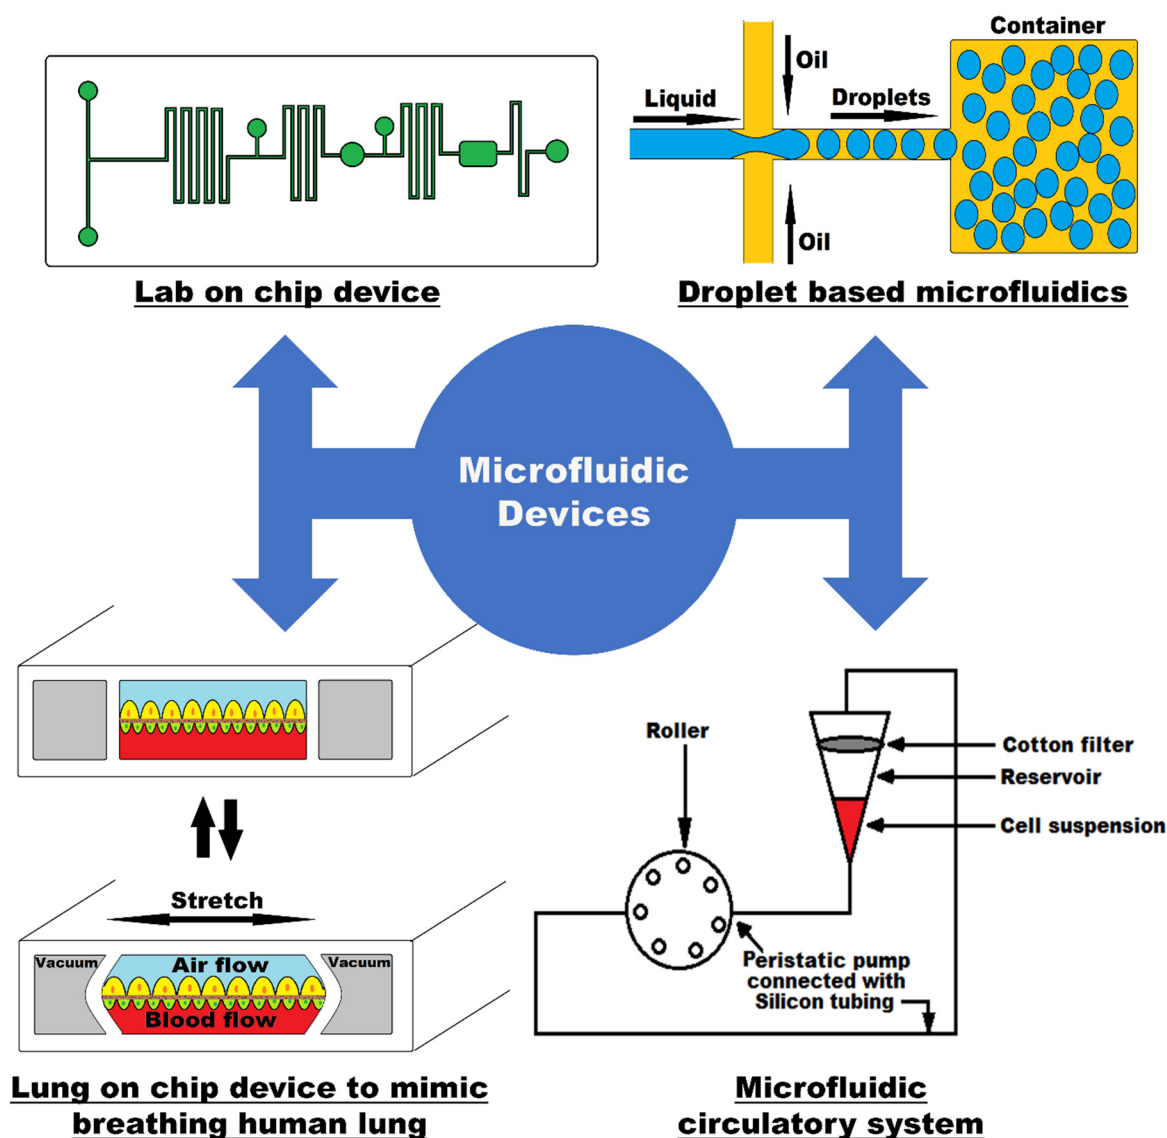 Container
Oil
Liquid
Droplets
Oil
Lab on chip device
Droplet based microfluidics
Microfluidic
Devices
Roller
Cotton filter
Reservoir
Cell suspension
Stretch
Vacuum
Air flow
Vacuum
Blood flow
Peristatic pump
connected with
Silicon tubing
Lung on chip device to mimic
breathing human lung
Microfluidic
circulatory system